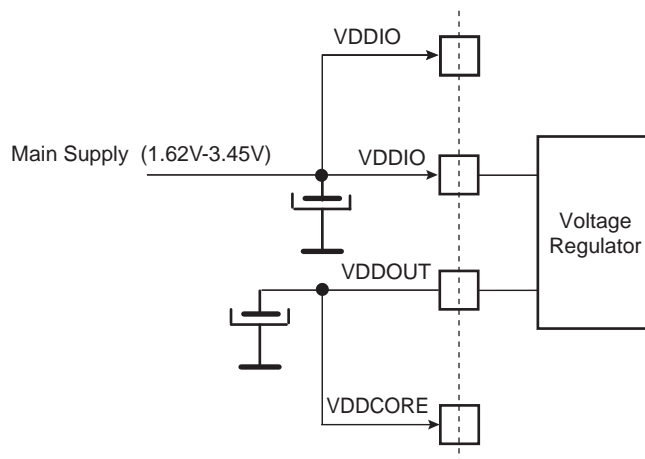 VDDIO
Main Supply (1.62V-3.45V)
VDDIO
Voltage
Regulator
VDDOUT
VDDCORE